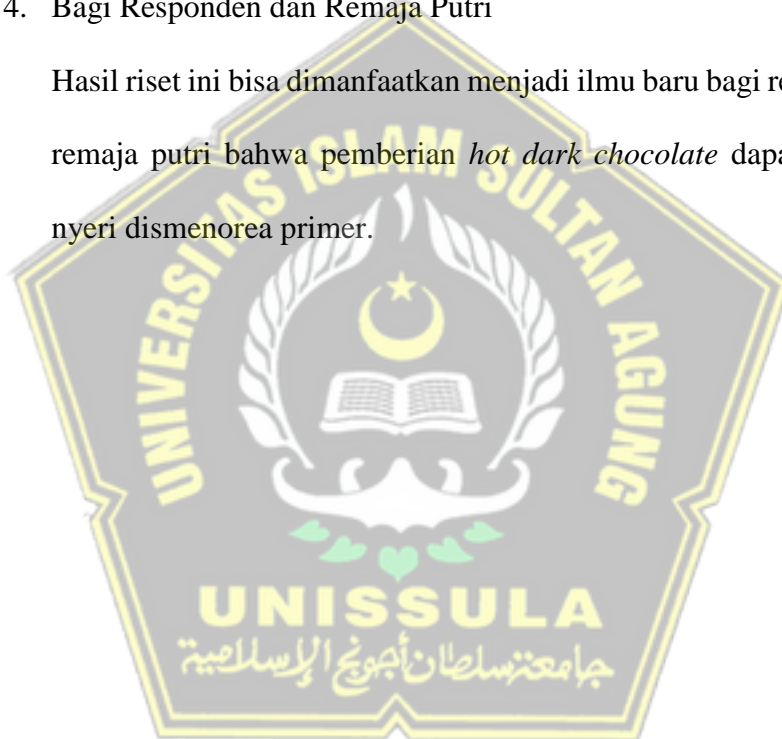 4. Bagi Responden dan Remaja Putri
Hasil riset ini bisa dimanfaatkan menjadi ilmu baru bagi
remaja putri bahwa pemberian hot dark chocolate
nyeri dismenorea primer.
UNIVERSITAS ISLAM SULTAN AGUNG
UNISSULA
جامعة سلطان أجونج الإسلامية